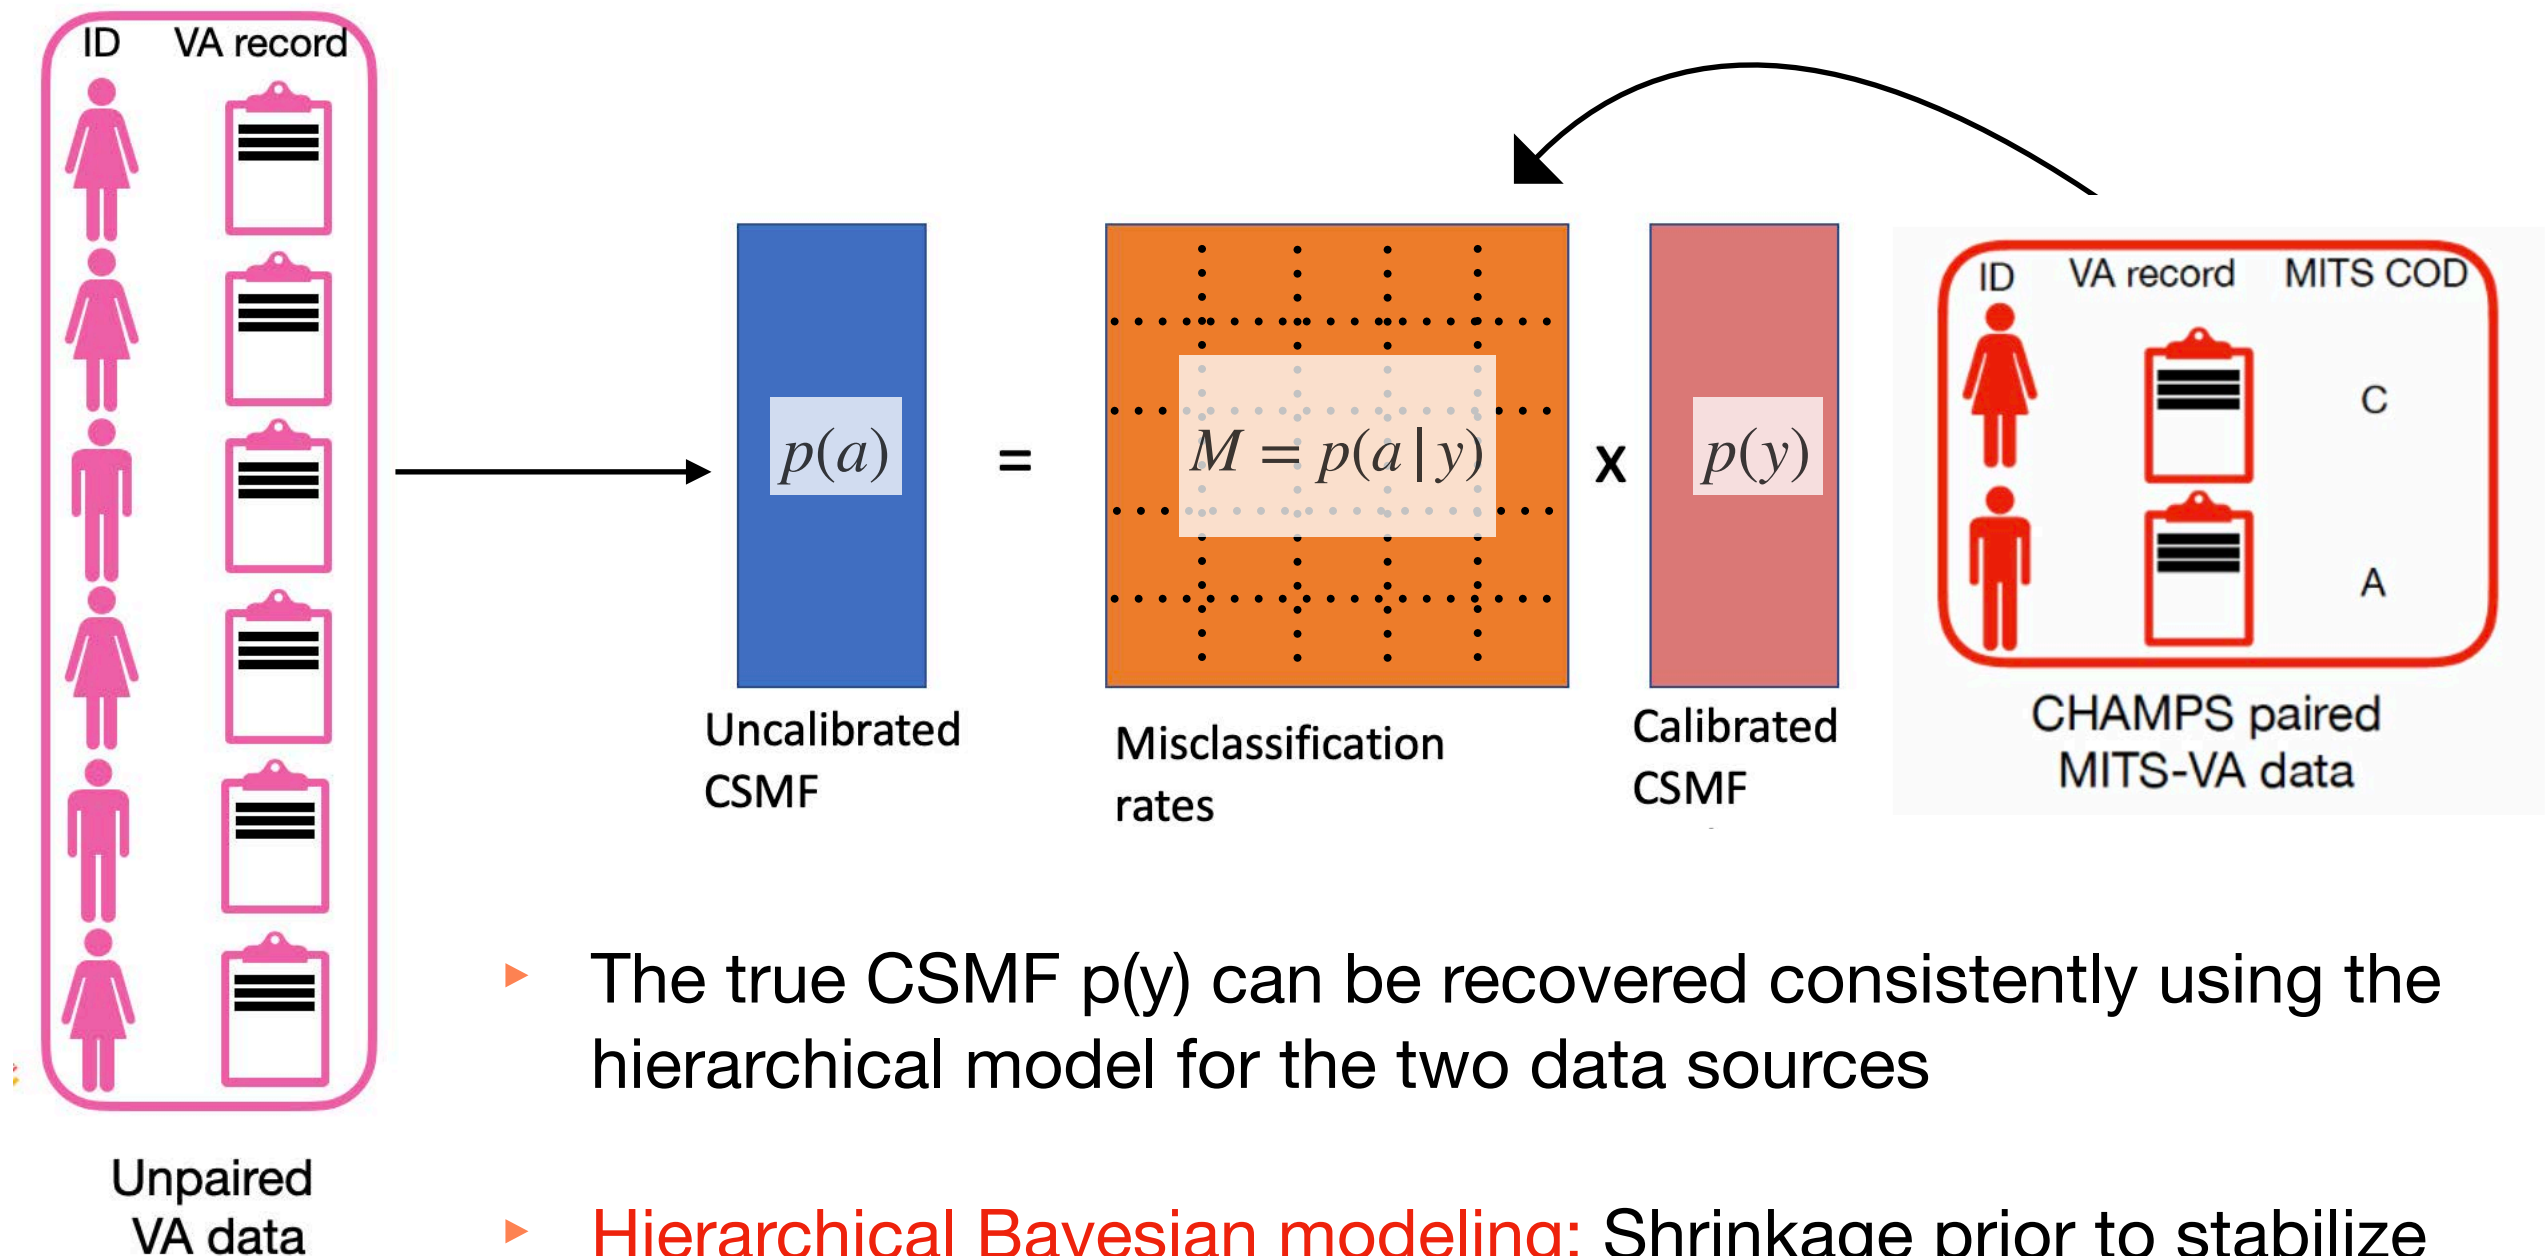 ID VA record
Unpaired
VA data
p(a)
=
M = p(a|y)
x
p(y)
Uncalibrated
CSMF
Misclassification
rates
Calibrated
CSMF
ID VA record MITS COD
C
A
CHAMPS paired
MITS-VA data
► The true CSMF p(y) can be recovered consistently using the
hierarchical model for the two data sources
► Hierarchical Bayesian modeling: Shrinkage prior to stabilize